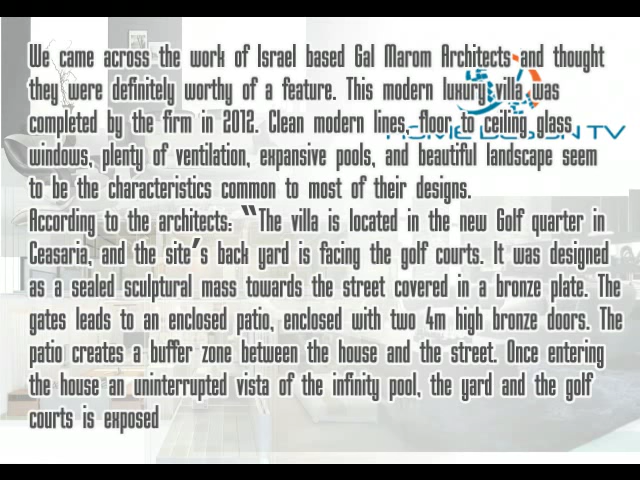 We came across the work of Israel based Gal Marom Architects and thought
they were definitely worthy of a feature. This modern luxury villa was
completed by the firm in 2012. Clean modern lines, floor to ceiling glass
windows, plenty of ventilation, expansive pools, and beautiful landscape seem
to be the characteristics common to most of their designs.
According to the architects: "The villa is located in the new Golf quarter in
Ceasaria, and the site's back yard is facing the golf courts. It was designed
as a sealed sculptural mass towards the street covered in a bronze plate. The
gates leads to an enclosed patio, enclosed with two 4m high bronze doors. The
patio creates a buffer zone between the house and the street. Once entering
the house an uninterrupted vista of the infinity pool, the yard and the golf
courts is exposed
HOME DESIGN TV